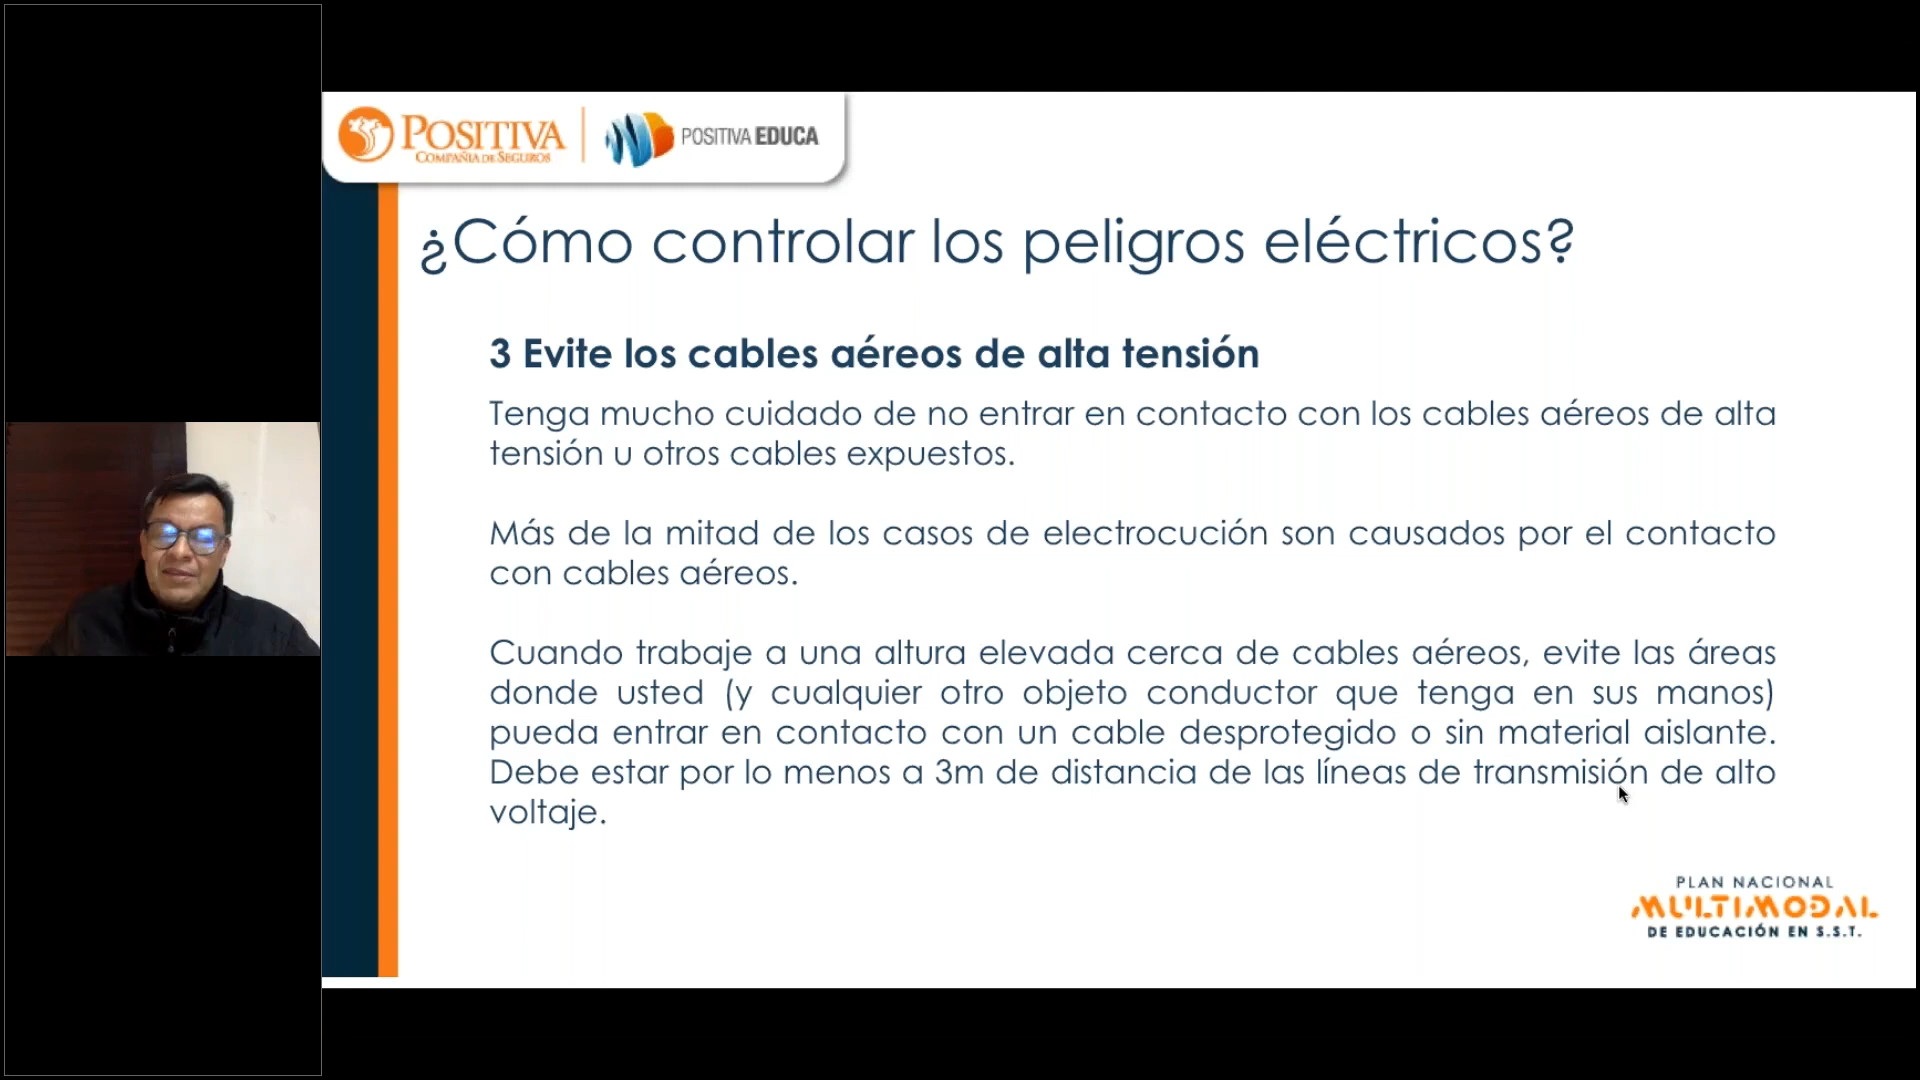 POSITIVA
COMPAÑIA DE SEGUROS
POSITIVA EDUCA
¿Cómo controlar los peligros eléctricos?
3 Evite los cables aéreos de alta tensión
Tenga mucho cuidado de no entrar en contacto con los cables aéreos de alta
tensión u otros cables expuestos.
Más de la mitad de los casos de electrocución son causados por el contacto
con cables aéreos.
Cuando trabaje a una altura elevada cerca de cables aéreos, evite las áreas
donde usted (y cualquier otro objeto conductor que tenga en sus manos)
pueda entrar en contacto con un cable desprotegido o sin material aislante.
Debe estar por lo menos a 3m de distancia de las líneas de transmisión de alto
voltaje.
PLAN NACIONAL
MULTIMODAL
DE EDUCACIÓN EN S.S.T.